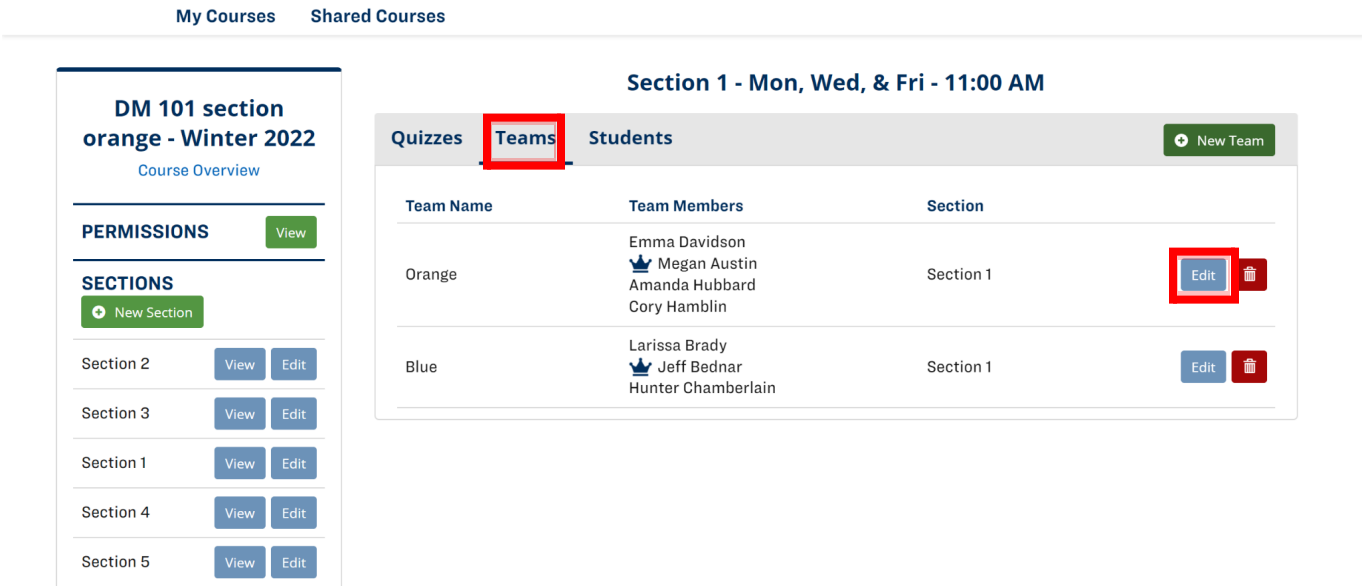 My Courses Shared Courses
DM 101 section
orange - Winter 2022
Course Overview
PERMISSIONS View
SECTIONS
New Section
Section 2 View Edit
Section 3 View Edit
Section 1 View Edit
Section 4 View Edit
Section 5 View Edit
Section 1 - Mon, Wed, & Fri - 11:00 AM
Quizzes Teams Students New Team
Team Name Team Members Section
Emma Davidson
Megan Austin
Orange Section 1 Edit
Amanda Hubbard
Cory Hamblin
Larissa Brady
Blue Jeff Bednar Section 1 Edit
Hunter Chamberlain